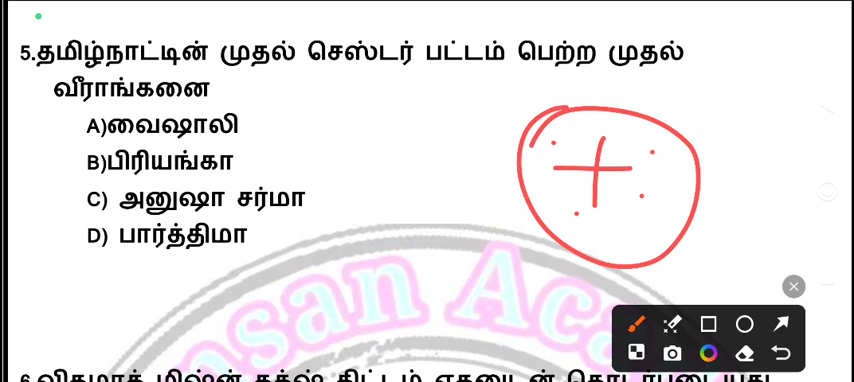 5.தமிழ்நாட்டின் முதல் செஸ்டர் பட்டம் பெற்ற முதல்
வீராங்கனை
A)வைஷாலி
B)பிரியங்கா
C) அனுஷா சர்மா
D) பார்த்திமா